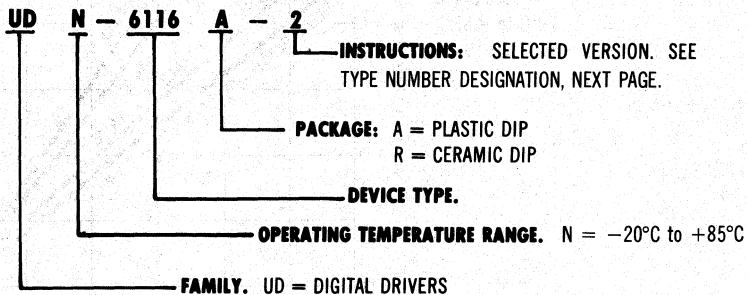 UD N – 6116 A – 2
INSTRUCTIONS: SELECTED VERSION. SEE
TYPE NUMBER DESIGNATION, NEXT PAGE.
PACKAGE: A = PLASTIC DIP
R = CERAMIC DIP
DEVICE TYPE.
OPERATING TEMPERATURE RANGE. N = −20°C to +85°C
FAMILY. UD = DIGITAL DRIVERS